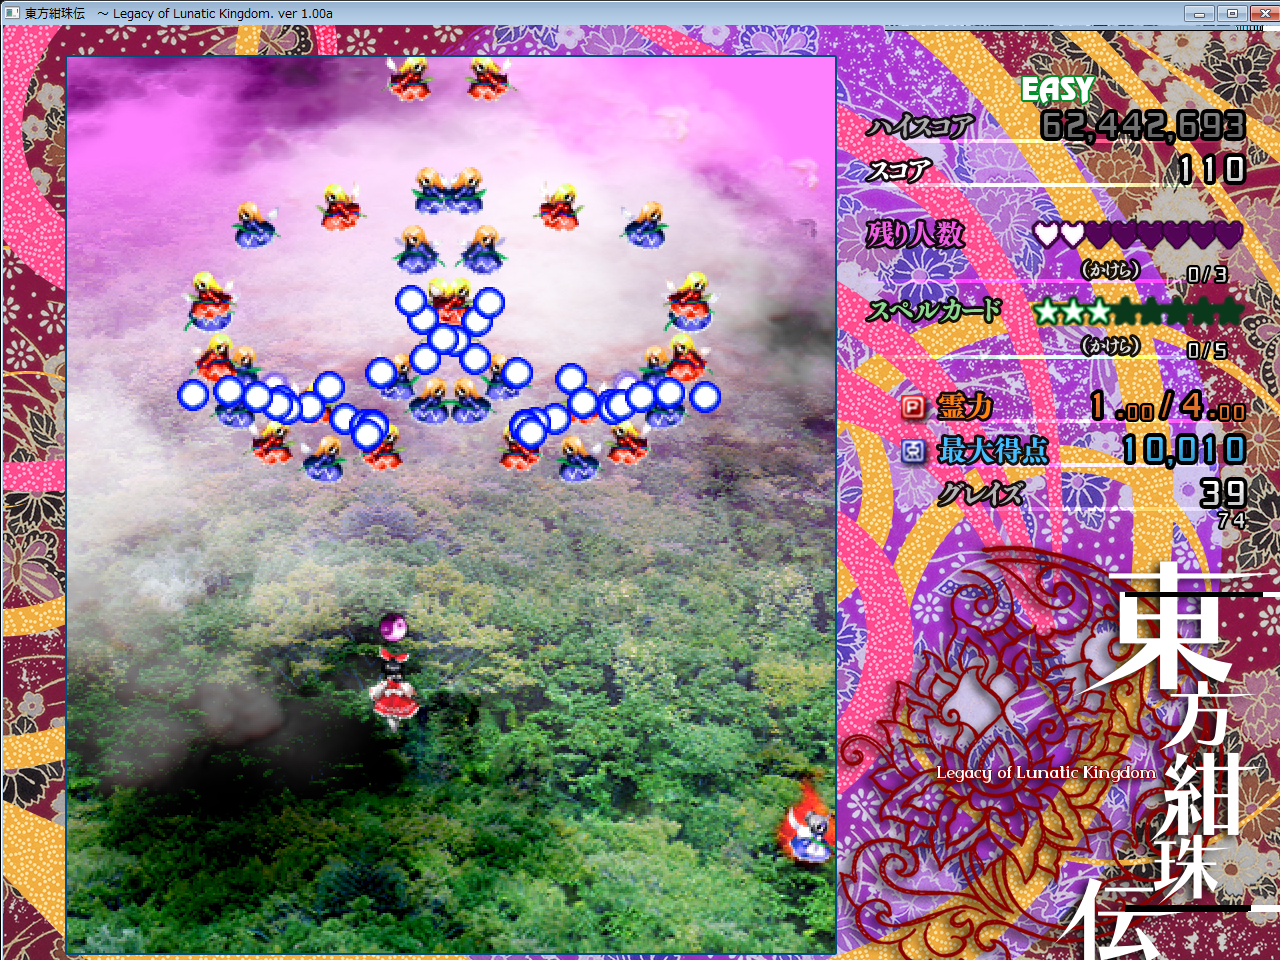 東方紺珠伝　～ Legacy of Lunatic Kingdom. ver 1.00a
EASY
ハイスコア 62,442,693
スコア 110
残り人数
(かけら) 0/3
スペルカード
(かけら) 0/5
P 霊力 1.00/4.00
得 最大得点 10,010
グレイズ 39
74
東方紺珠伝
Legacy of Lunatic Kingdom